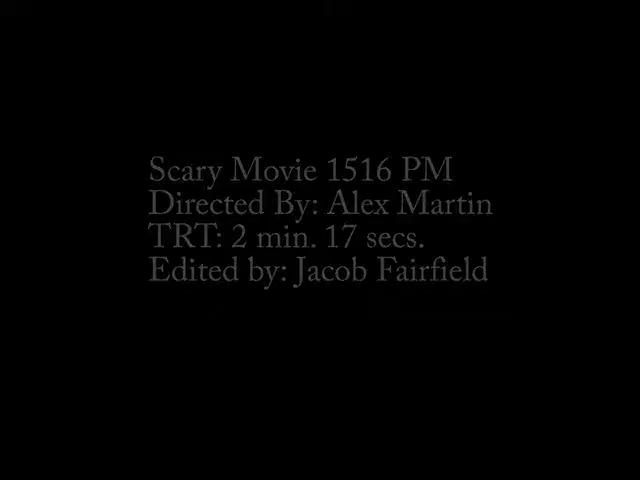 Scary Movie 1516 PM
Directed By: Alex Martin
TRT: 2 min. 17 secs.
Edited by: Jacob Fairfield